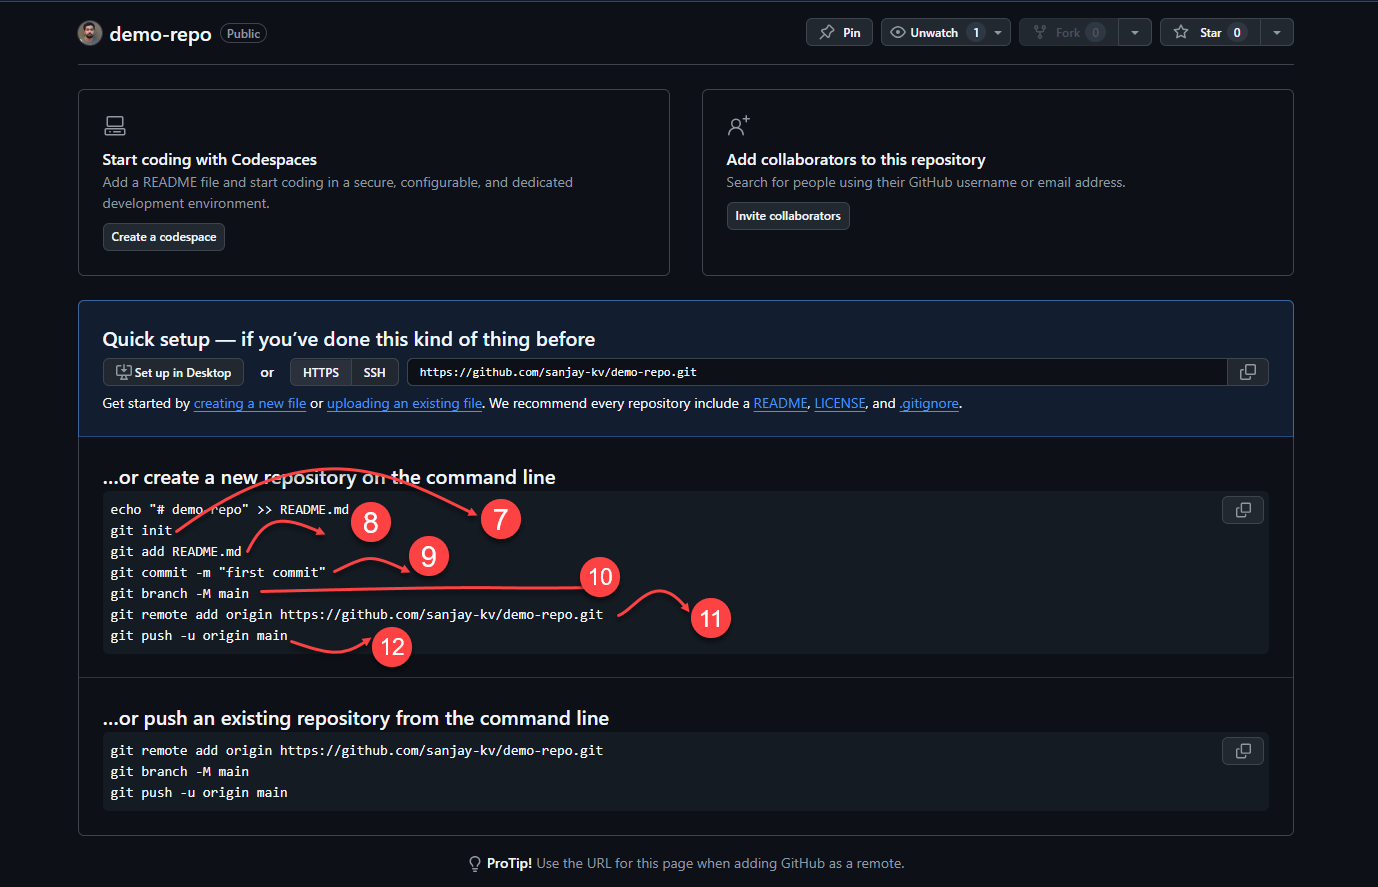 demo-repo Public
Pin Unwatch 1 Fork 0 Star 0
Start coding with Codespaces
Add a README file and start coding in a secure, configurable, and dedicated
development environment.
Create a codespace
Add collaborators to this repository
Search for people using their GitHub username or email address.
Invite collaborators
Quick setup — if you’ve done this kind of thing before
Set up in Desktop or HTTPS SSH https://github.com/sanjay-kv/demo-repo.git
Get started by creating a new file or uploading an existing file. We recommend every repository include a README, LICENSE, and .gitignore.
…or create a new repository on the command line
echo "# demo-repo" >> README.md
7
git init
8
git add README.md
9
git commit -m "first commit"
10
git branch -M main
git remote add origin https://github.com/sanjay-kv/demo-repo.git
11
git push -u origin main
12
…or push an existing repository from the command line
git remote add origin https://github.com/sanjay-kv/demo-repo.git
git branch -M main
git push -u origin main
ProTip! Use the URL for this page when adding GitHub as a remote.